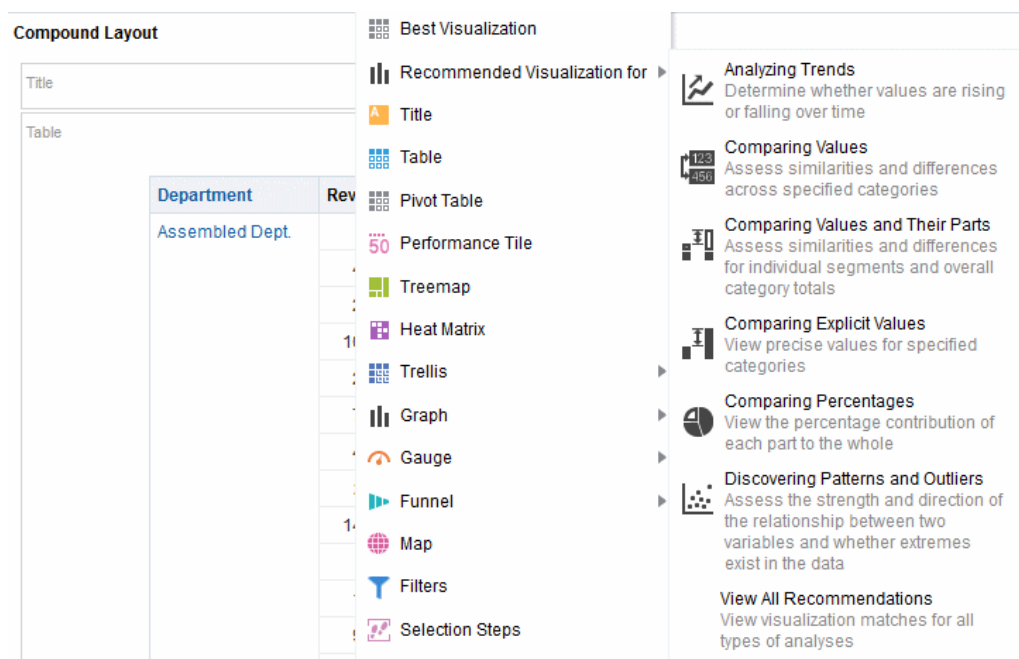 Compound Layout
Title
Table
Department
Assembled Dept.
Best Visualization
Recommended Visualization for
Title
Table
Pivot Table
50
Performance Tile
Treemap
Heat Matrix
Trellis
Graph
Gauge
Funnel
Map
Filters
Selection Steps
Analyzing Trends
Determine whether values are rising
or falling over time
123
456
Comparing Values
Assess similarities and differences
across specified categories
Comparing Values and Their Parts
Assess similarities and differences
for individual segments and overall
category totals
Comparing Explicit Values
View precise values for specified
categories
Comparing Percentages
View the percentage contribution of
each part to the whole
Discovering Patterns and Outliers
Assess the strength and direction of
the relationship between two
variables and whether extremes
exist in the data
View All Recommendations
View visualization matches for all
types of analyses